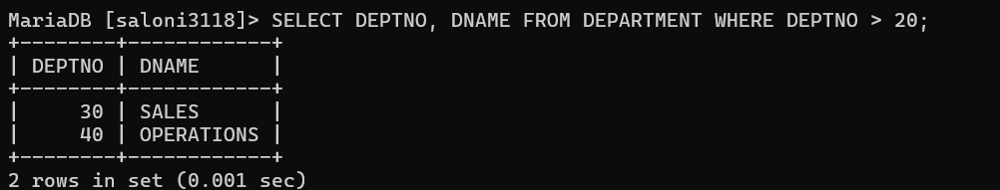 MariaDB [saloni3118]> SELECT DEPTNO, DNAME FROM DEPARTMENT WHERE DEPTNO > 20;
+--------+------------+
| DEPTNO | DNAME      |
+--------+------------+
|     30 | SALES      |
|     40 | OPERATIONS |
+--------+------------+
2 rows in set (0.001 sec)